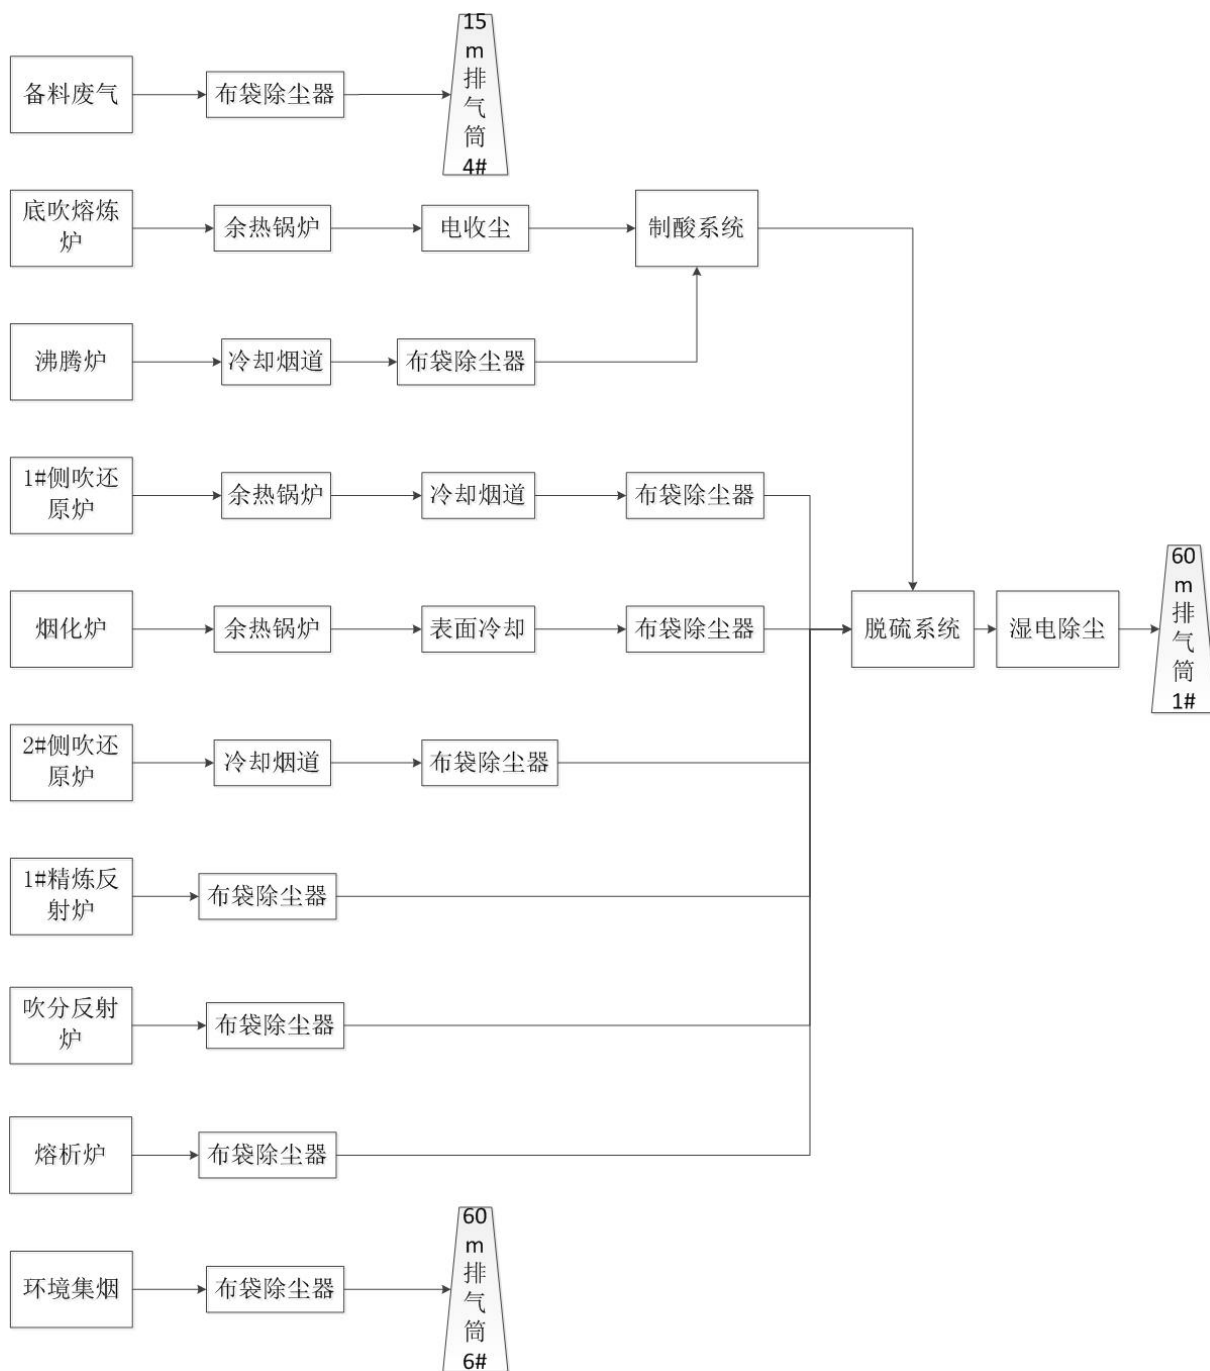 备料废气
布袋除尘器
15
m
排
气
筒
4#
底吹熔炼
炉
余热锅炉
电收尘
制酸系统
沸腾炉
冷却烟道
布袋除尘器
1#侧吹还
原炉
余热锅炉
冷却烟道
布袋除尘器
烟化炉
余热锅炉
表面冷却
布袋除尘器
脱硫系统
湿电除尘
60
m
排
气
筒
1#
2#侧吹还
原炉
冷却烟道
布袋除尘器
1#精炼反
射炉
布袋除尘器
吹分反射
炉
布袋除尘器
熔析炉
布袋除尘器
环境集烟
布袋除尘器
60
m
排
气
筒
6#